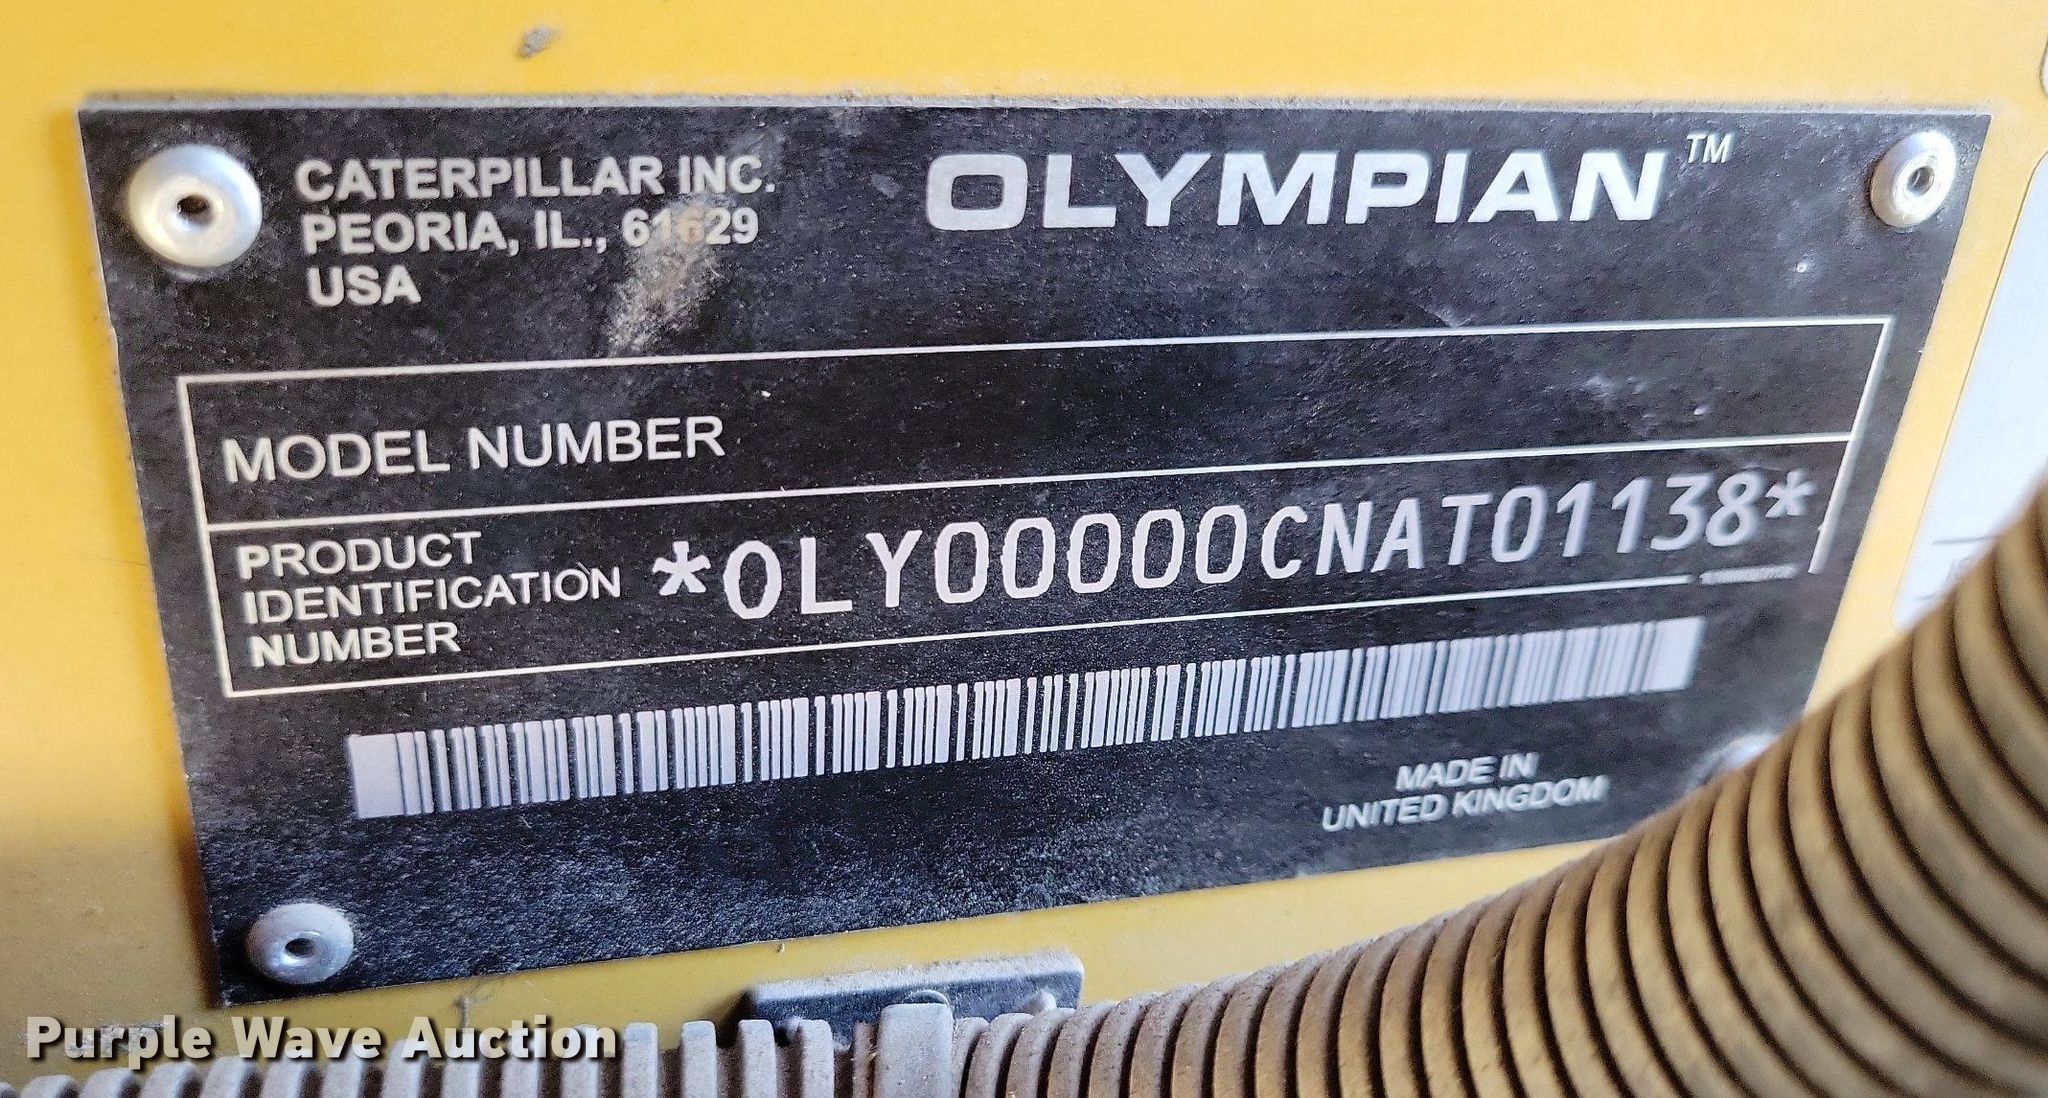 CATERPILLAR INC.
PEORIA, IL., 61629
USA
OLYMPIAN™
MODEL NUMBER
PRODUCT
IDENTIFICATION
NUMBER
*OLY00000CNAT01138*
MADE IN
UNITED KINGDOM
Purple Wave Auction